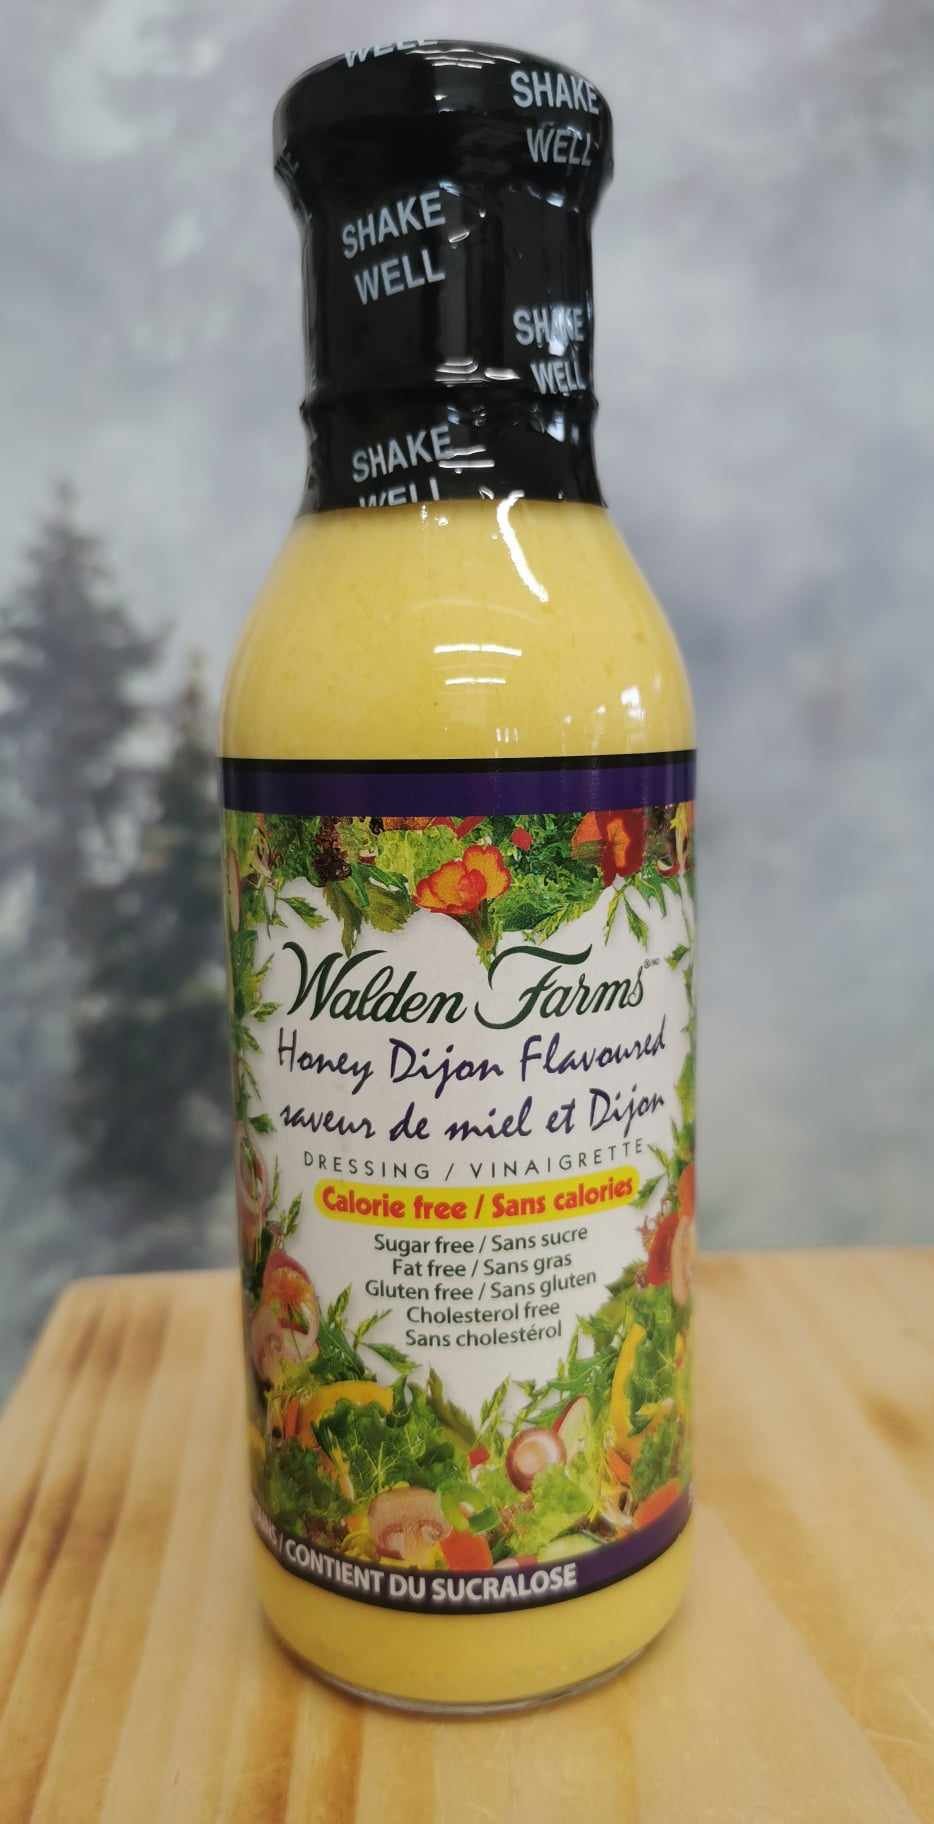 WELL
SHAKE
WELL
SHAKE
WELL
SHAKE
WELL
SHAKE
WELL
Walden Farms
Honey Dijon Flavoured
saveur de miel et Dijon
DRESSING / VINAIGRETTE
Calorie free / Sans calories
Sugar free / Sans sucre
Fat free / Sans gras
Gluten free / Sans gluten
Cholesterol free
Sans cholestérol
/ CONTIENT DU SUCRALOSE